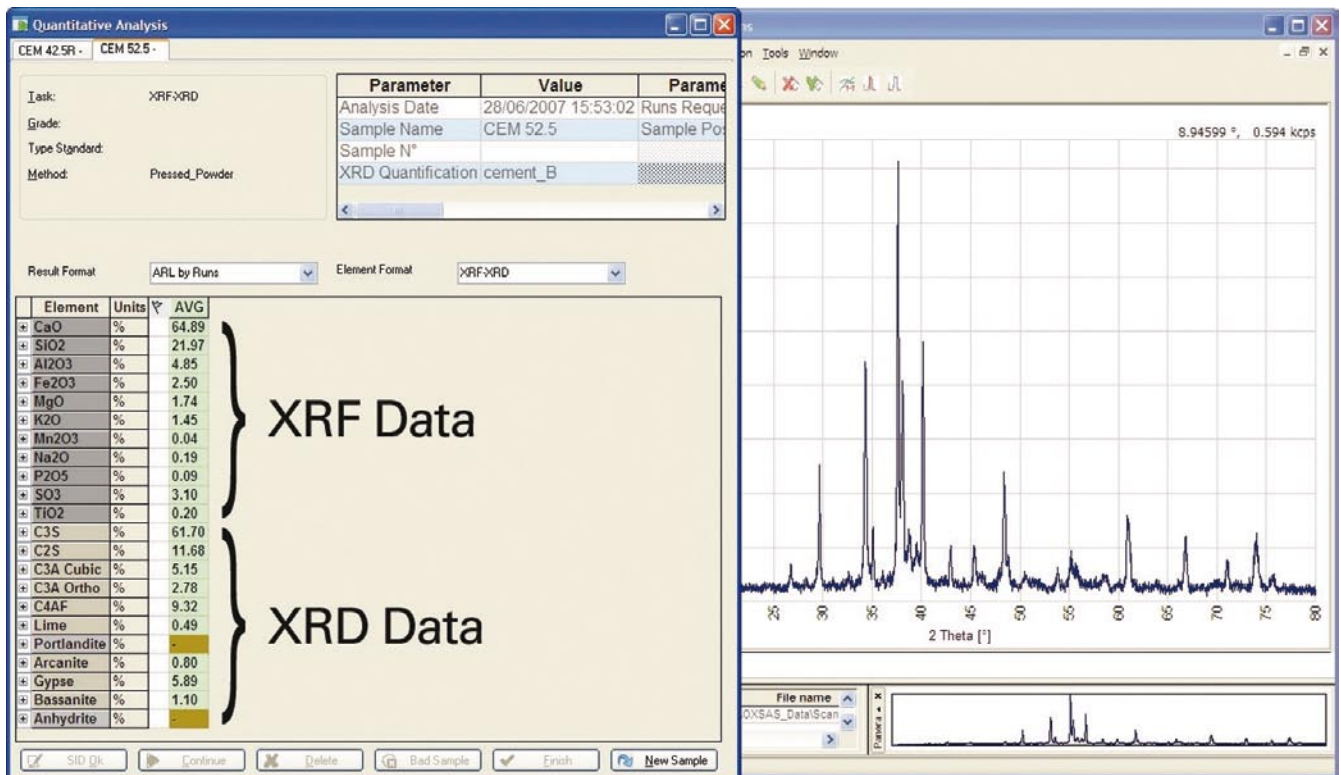 Quantitative Analysis
CEM 42.5R - CEM 52.5 -
Task: XRF-XRD
Grade:
Type Standard:
Method: Pressed_Powder
Parameter Value Parame
Analysis Date 28/06/2007 15:53:02 Runs Reque
Sample Name CEM 52.5 Sample Pos
Sample N°
XRD Quantification cement_B
Result Format ARL by Runs Element Format XRF-XRD
Element Units AVG
CaO % 64.89
SiO2 % 21.97
Al2O3 % 4.85
Fe2O3 % 2.50
MgO % 1.74
K2O % 1.45
Mn2O3 % 0.04
Na2O % 0.19
P2O5 % 0.09
SO3 % 3.10
TiO2 % 0.20
XRF Data
C3S % 61.70
C2S % 11.68
C3A Cubic % 5.15
C3A Ortho % 2.78
C4AF % 9.32
Lime % 0.49
Portlandite % -
Arcanite % 0.80
Gypse % 5.89
Bassanite % 1.10
Anhydrite % -
XRD Data
SID Ok Continue Delete Bad Sample Finish New Sample
ns
on Tools Window
8.94599 °, 0.594 kcps
25 30 35 40 45 50 55 60 65 70 75 80
2 Theta [°]
File name
OXSAS_Data\Scan